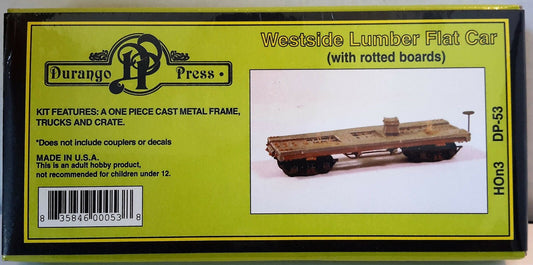 Durango Press •
DP
KIT FEATURES: A ONE PIECE CAST METAL FRAME,
TRUCKS AND CRATE.
*Does not include couplers or decals
MADE IN U.S.A.
This is an adult hobby product,
not recommended for children under 12.
8 35846 00053 8
Westside Lumber Flat Car
(with rotted boards)
HOn3 DP-53